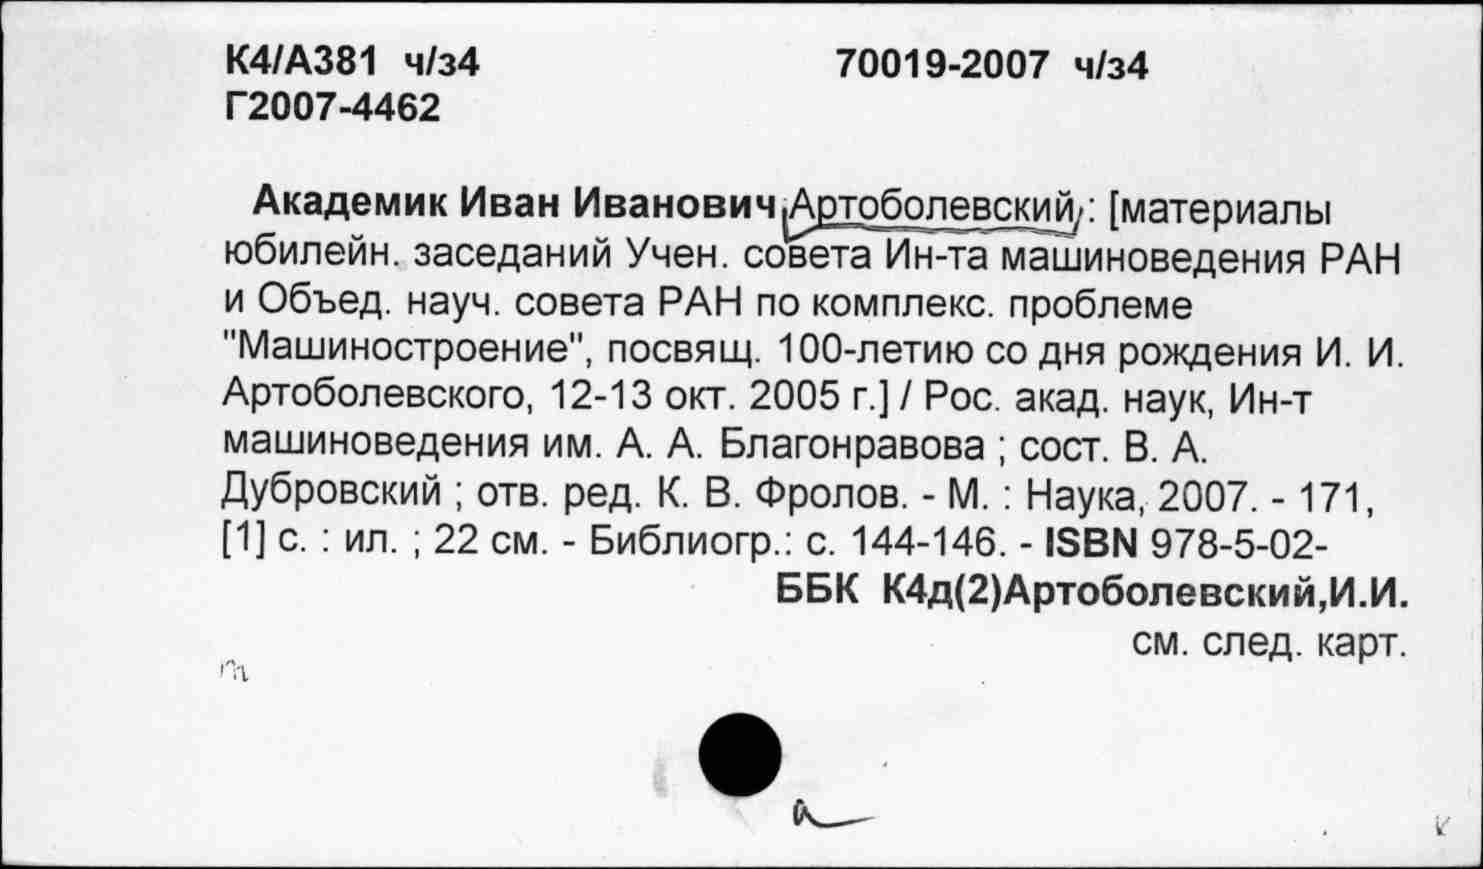 К4/А381 ч/з4 70019-2007 ч/з4
Г2007-4462
Академик Иван Иванович Артоболевский : [материалы
юбилейн. заседаний Учен. совета Ин-та машиноведения РАН
и Объед. науч. совета РАН по комплекс. проблеме
"Машиностроение", посвящ. 100-летию со дня рождения И. И.
Артоболевского, 12-13 окт. 2005 г.] / Рос. акад. наук, Ин-т
машиноведения им. А. А. Благонравова ; сост. В. А.
Дубровский ; отв. ред. К. В. Фролов. - М. : Наука, 2007. - 171,
[1] с. : ил. ; 22 см. - Библиогр.: с. 144-146. - ISBN 978-5-02-
ББК К4д(2)Артоболевский,И.И.
см. след. карт.